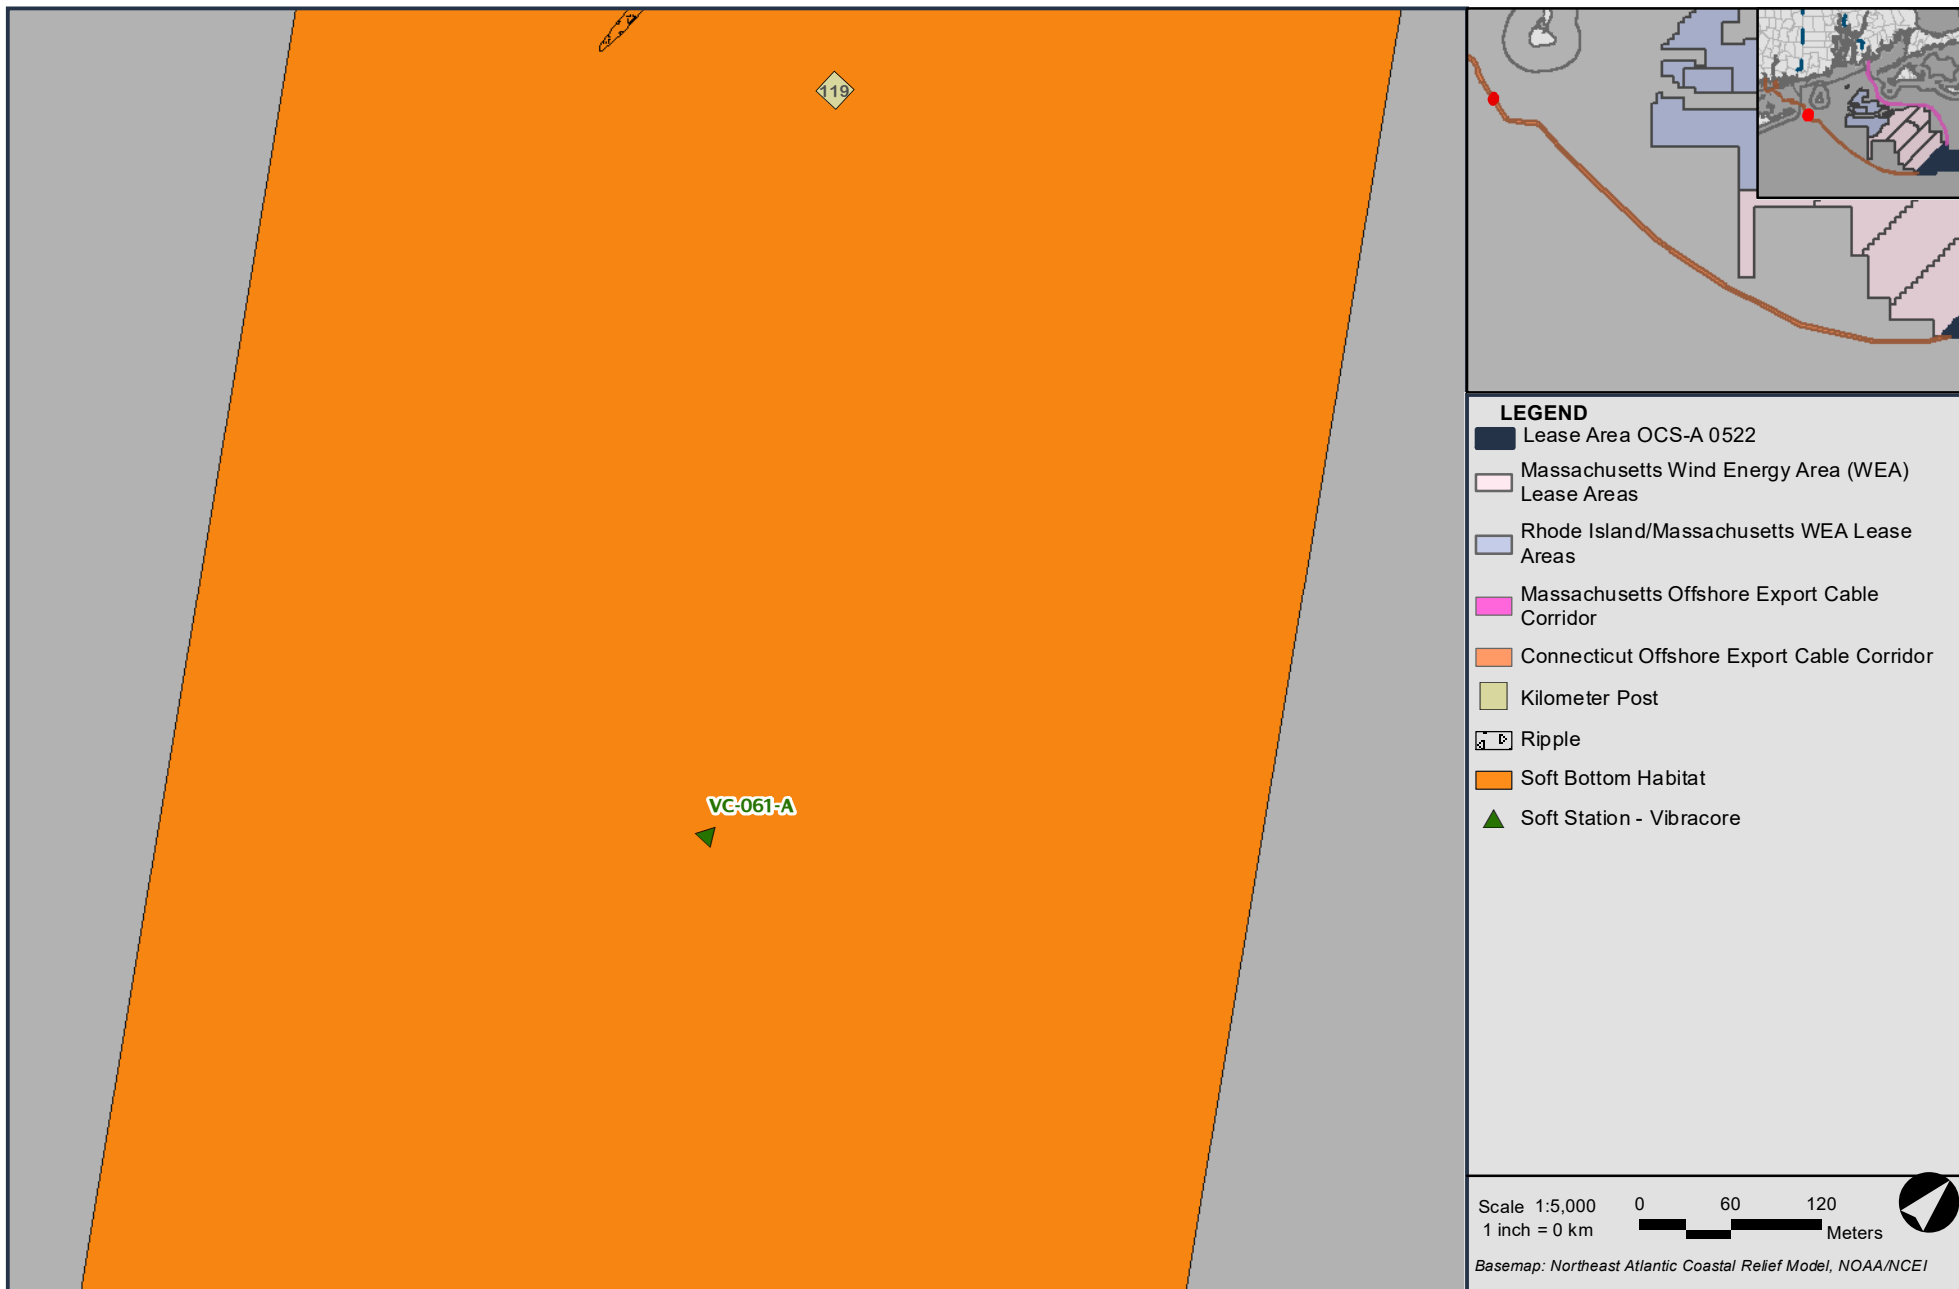 119
VC-061-A
LEGEND
Lease Area OCS-A 0522
Massachusetts Wind Energy Area (WEA)
Lease Areas
Rhode Island/Massachusetts WEA Lease
Areas
Massachusetts Offshore Export Cable
Corridor
Connecticut Offshore Export Cable Corridor
Kilometer Post
Ripple
Soft Bottom Habitat
Soft Station - Vibracore
Scale 1:5,000
1 inch = 0 km
0 60 120
Meters
Basemap: Northeast Atlantic Coastal Relief Model, NOAA/NCEI